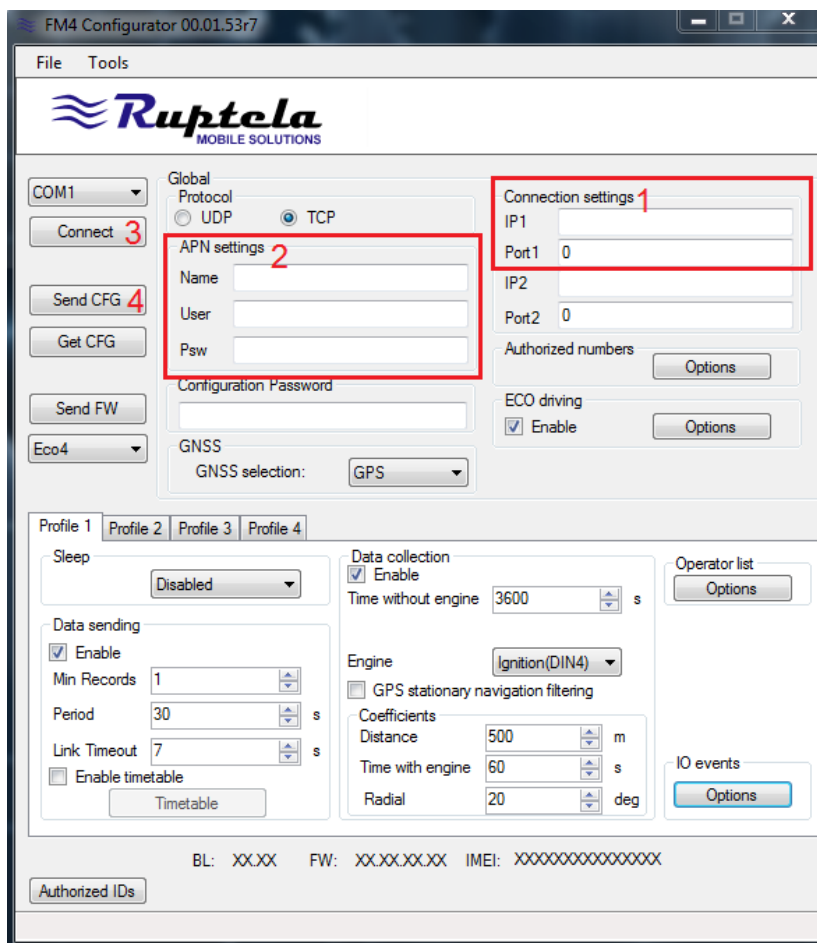 FM4 Configurator 00.01.53r7
File Tools
Ruptela
MOBILE SOLUTIONS
COM1
Connect 3
Send CFG 4
Get CFG
Send FW
Eco4
Global
Protocol
UDP TCP
APN settings 2
Name
User
Psw
Configuration Password
GNSS
GNSS selection: GPS
Connection settings 1
IP1
Port1 0
IP2
Port2 0
Authorized numbers
Options
ECO driving
Enable Options
Profile 1 Profile 2 Profile 3 Profile 4
Sleep
Disabled
Data sending
Enable
Min Records 1
Period 30 s
Link Timeout 7 s
Enable timetable
Timetable
Data collection
Enable
Time without engine 3600 s
Engine Ignition(DIN4)
GPS stationary navigation filtering
Coefficients
Distance 500 m
Time with engine 60 s
Radial 20 deg
Operator list
Options
IO events
Options
BL: XX.XX FW: XX.XX.XX.XX IMEI: XXXXXXXXXXXXXXX
Authorized IDs